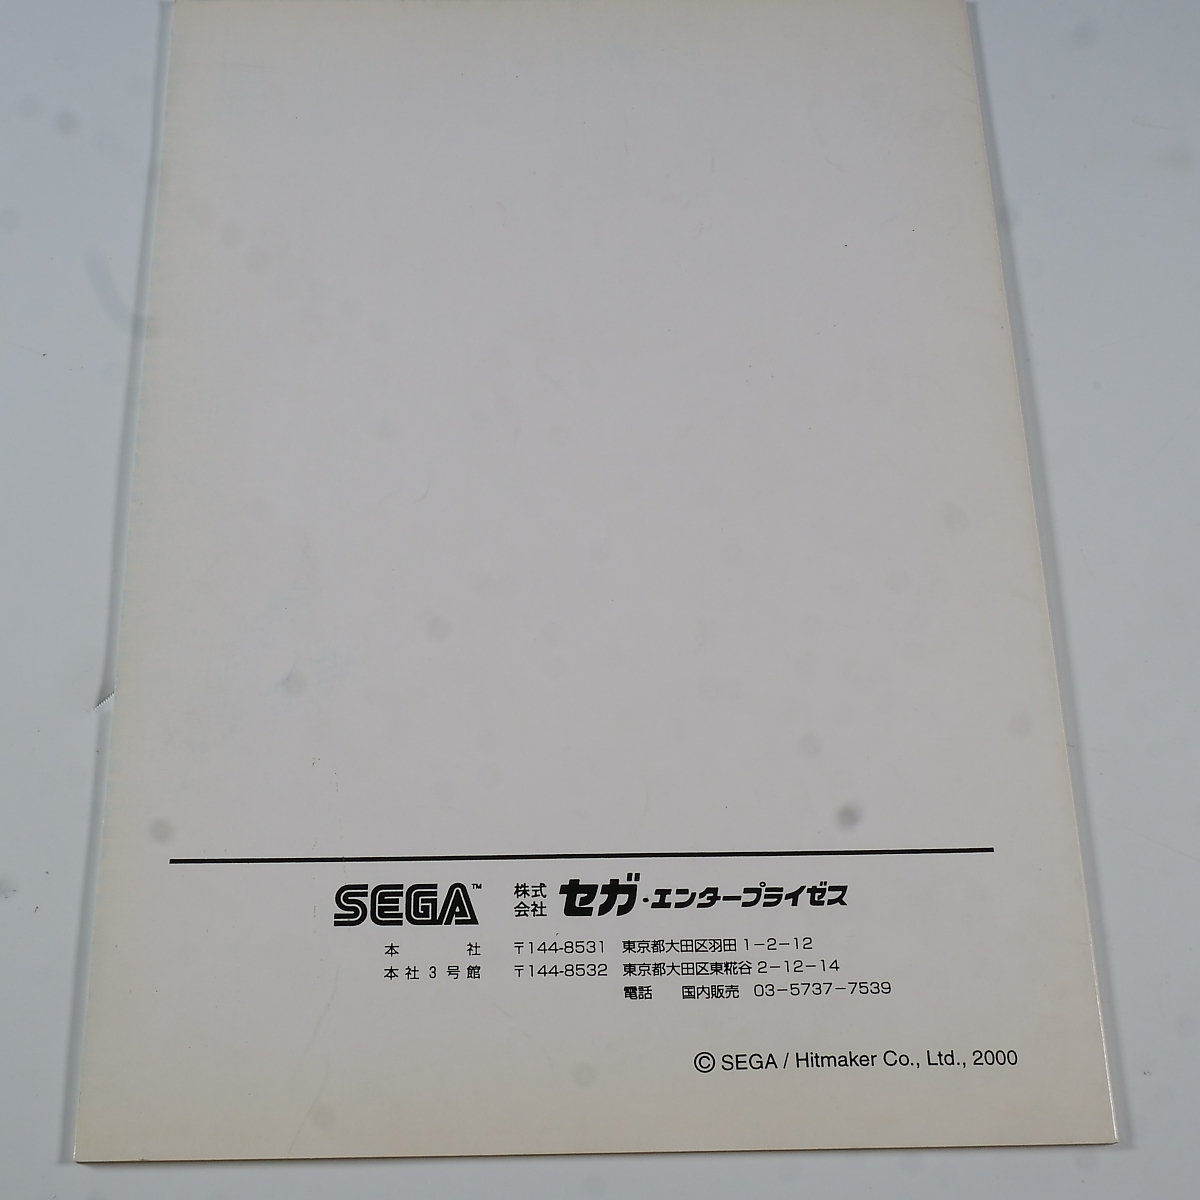 SEGA™ 株式会社 セガ・エンタープライゼス
本社 〒144-8531 東京都大田区羽田1-2-12
本社3号館 〒144-8532 東京都大田区東糀谷2-12-14
電話 国内販売 03-5737-7539
© SEGA / Hitmaker Co., Ltd., 2000